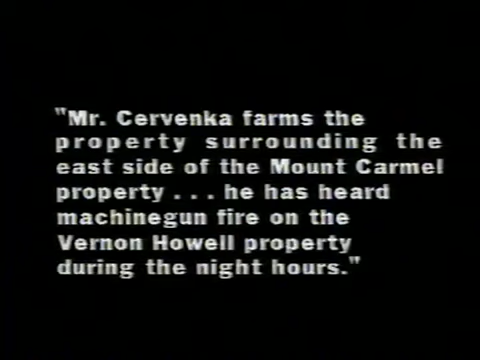 "Mr. Cervenka farms the
property surrounding the
east side of the Mount Carmel
property . . . he has heard
machinegun fire on the
Vernon Howell property
during the night hours."